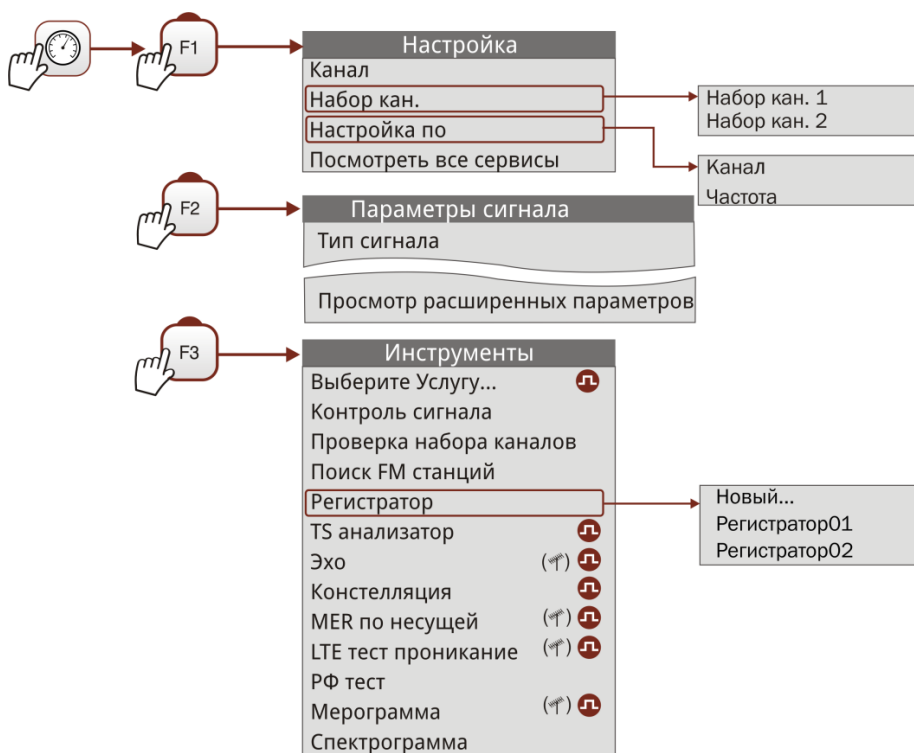 F1
Настройка
Канал
Набор кан.
Настройка по
Посмотреть все сервисы
Набор кан. 1
Набор кан. 2
Канал
Частота
F2
Параметры сигнала
Тип сигнала
Просмотр расширенных параметров
F3
Инструменты
Выберите Услугу...
Контроль сигнала
Проверка набора каналов
Поиск FM станций
Регистратор
TS анализатор
Эхо
Констелляция
MER по несущей
LTE тест проникание
РФ тест
Мерограмма
Спектрограмма
Новый...
Регистратор01
Регистратор02